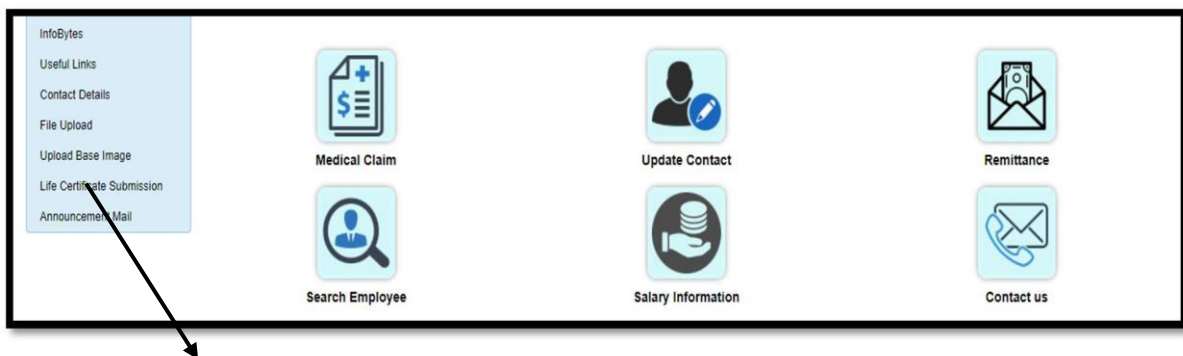 InfoBytes
Useful Links
Contact Details
File Upload
Upload Base Image
Life Certificate Submission
Announcement Mail
Medical Claim
Update Contact
Remittance
Search Employee
Salary Information
Contact us